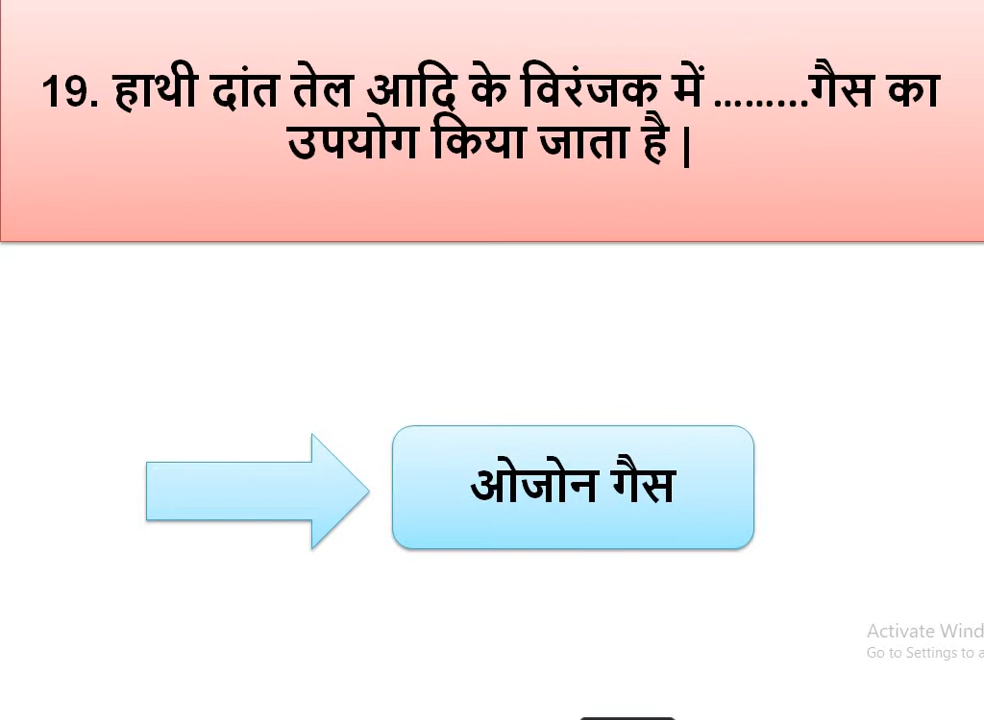 19. हाथी दांत तेल आदि के विरंजक में .........गैस का
उपयोग किया जाता है |
ओजोन गैस
Activate Wind
Go to Settings to a